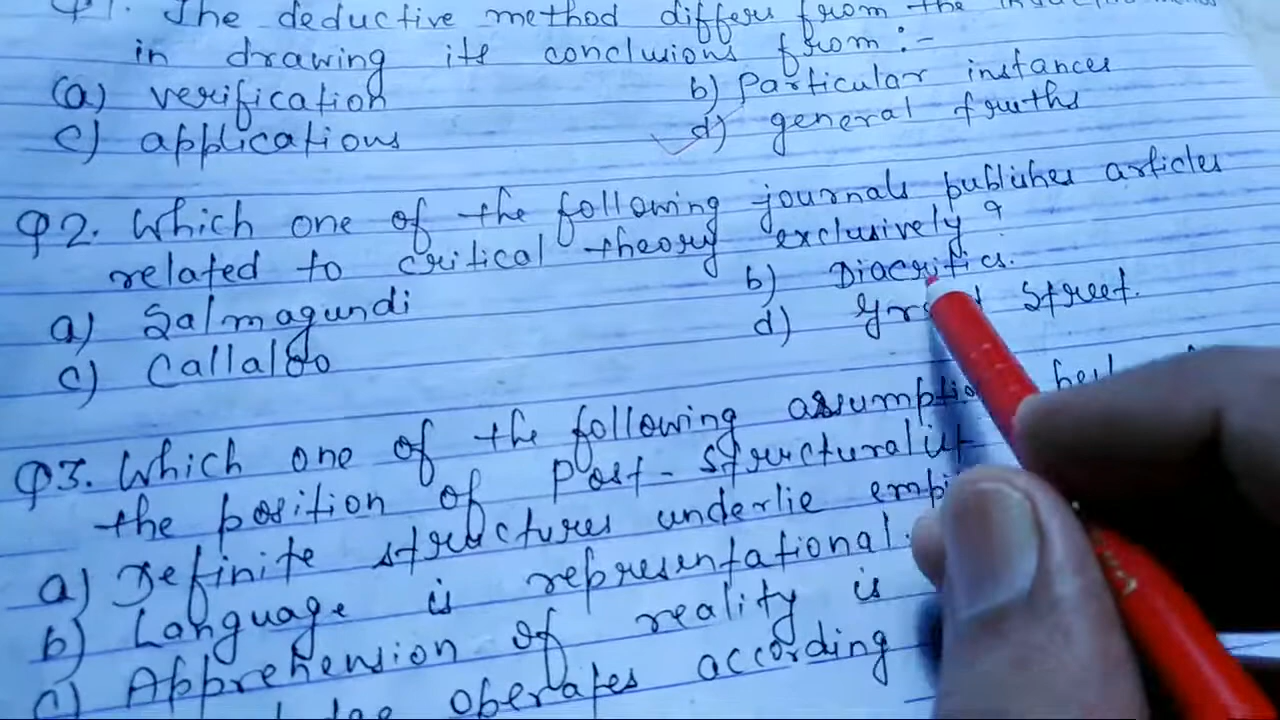 The deductive method differs from the
in drawing its conclusions from:-
(a) verification b) Particular instances
c) applications d) general truths
Q2. Which one of the following journals publishes articles
related to critical theory exclusively?
a) Salmagundi b) Diacritics.
c) Callaloo d) Street.
Q3. Which one of the following assumption
the position of Post-Structuralist
a) Definite structures underlie
b) Language is representational.
c) Apprehension of reality is
operates according